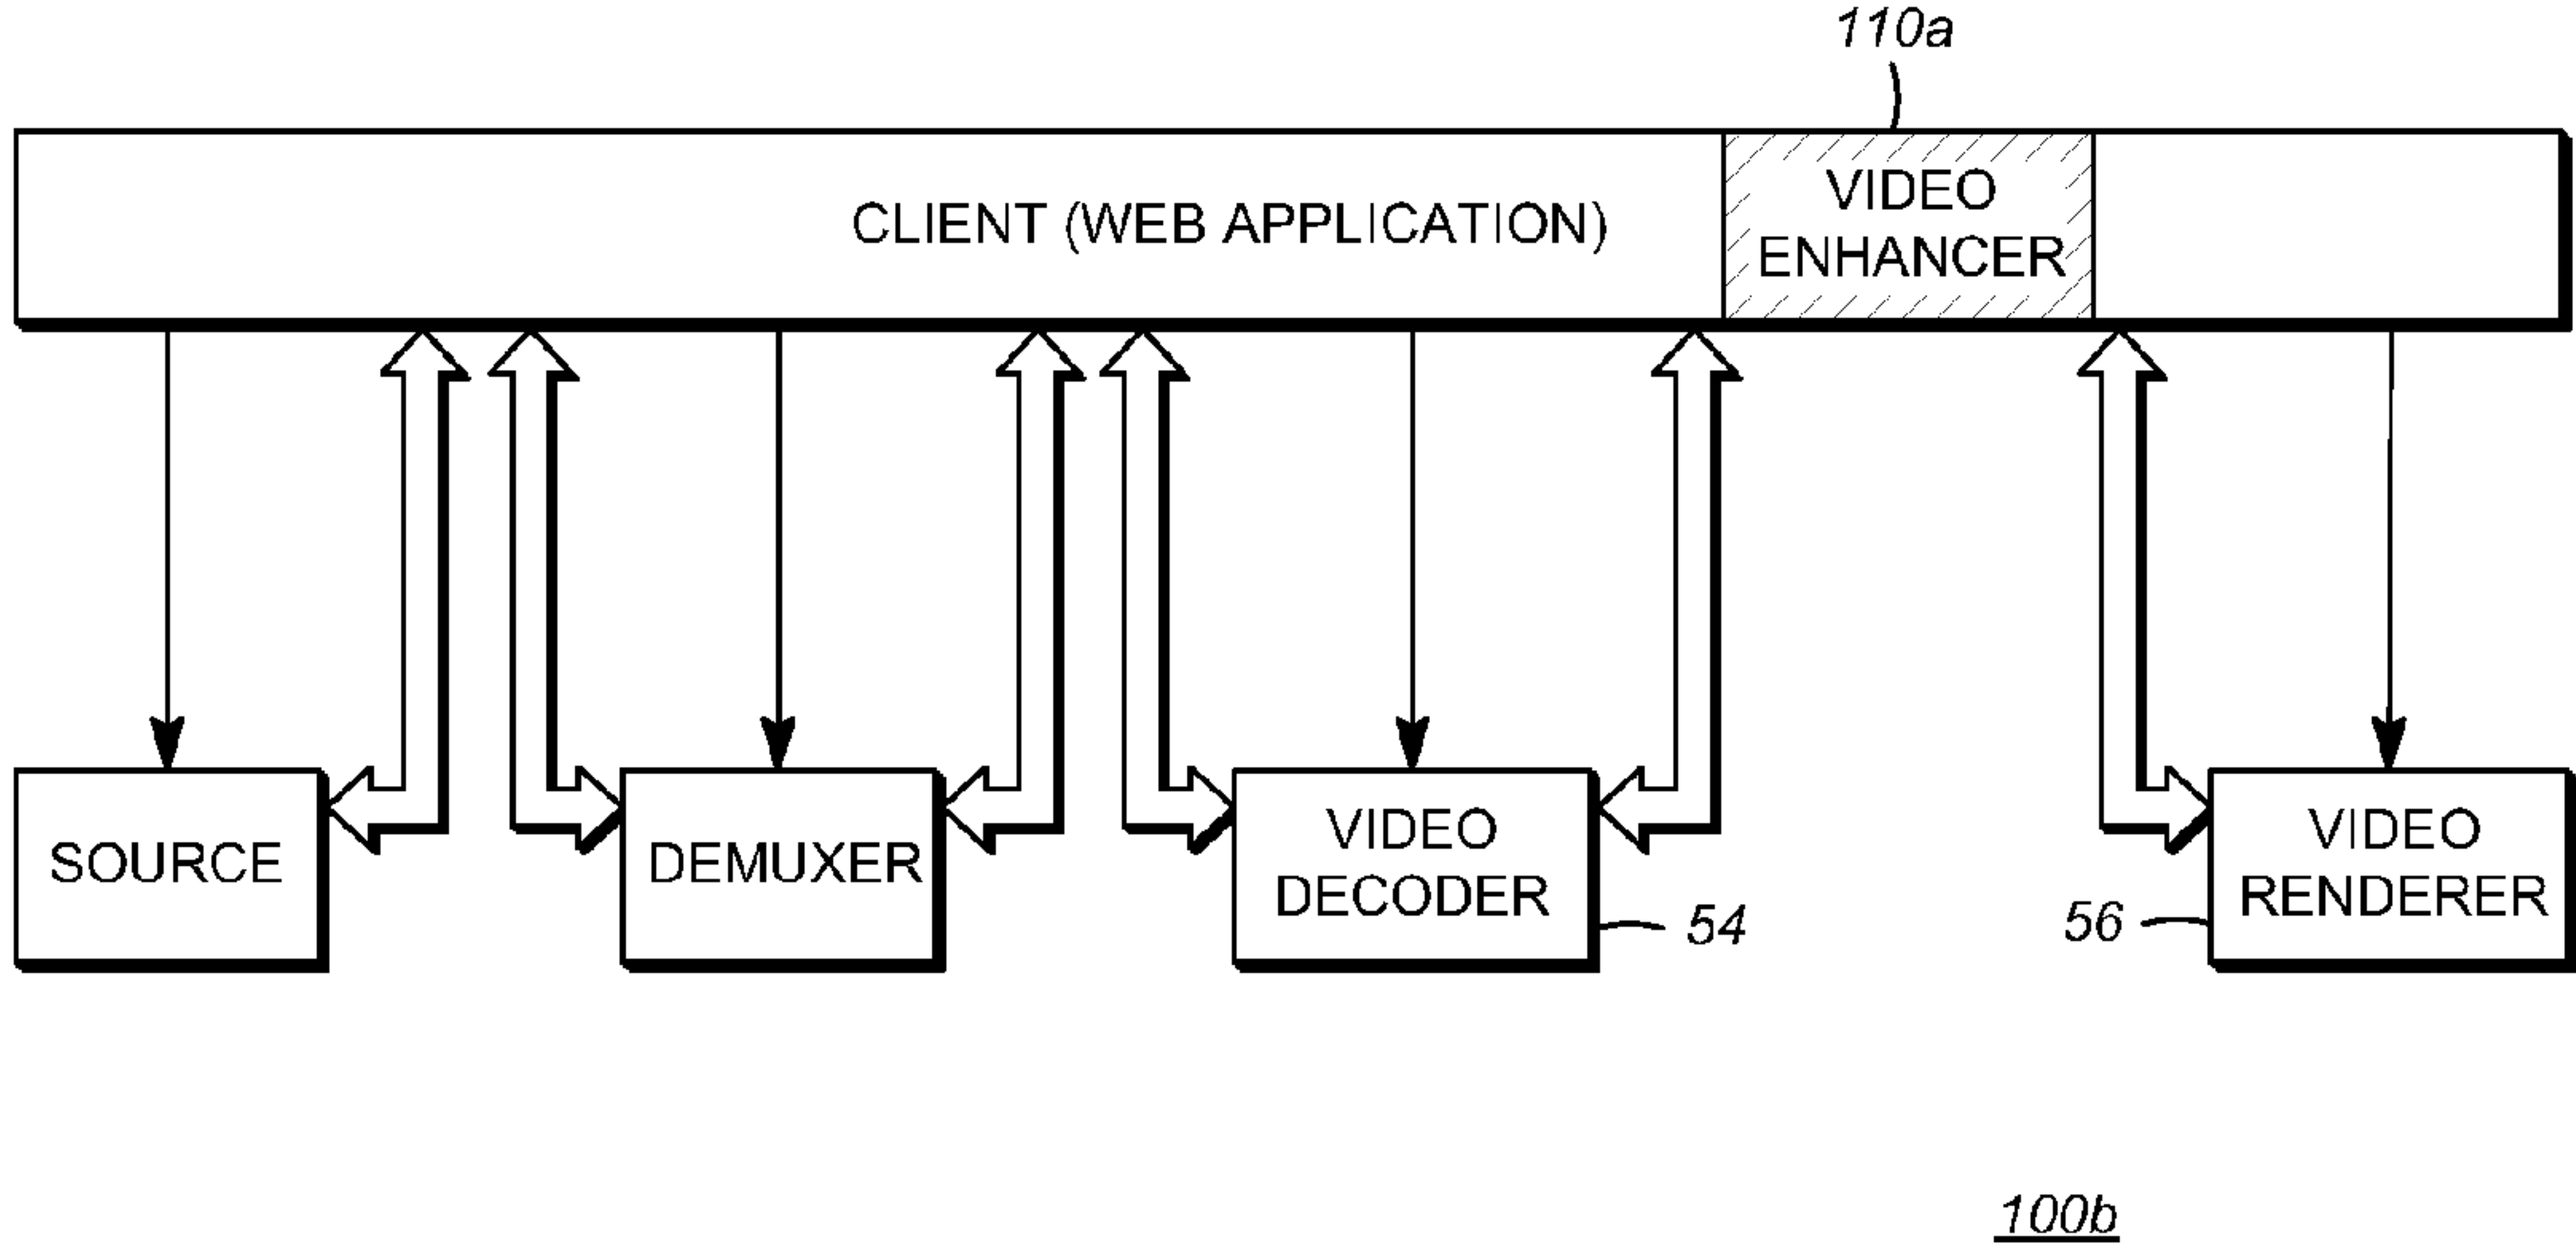 110a
CLIENT (WEB APPLICATION)
VIDEO
ENHANCER
SOURCE
DEMUXER
VIDEO
DECODER
54
56
VIDEO
RENDERER
100b